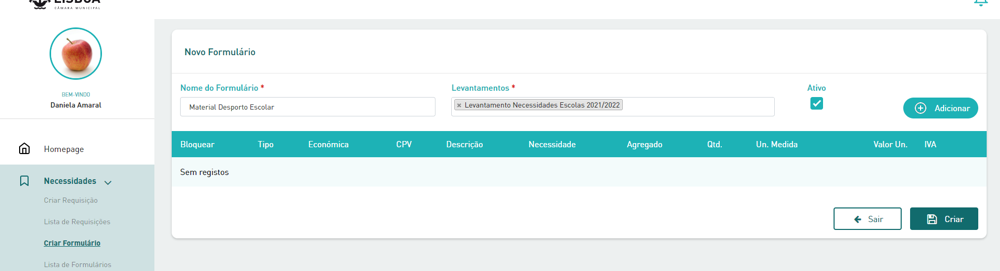 LISBOA
CÂMARA MUNICIPAL
BEM-VINDO
Daniela Amaral
Homepage
Necessidades
Criar Requisição
Lista de Requisições
Criar Formulário
Lista de Formulários
Novo Formulário
Nome do Formulário * Levantamentos * Ativo
Material Desporto Escolar × Levantamento Necessidades Escolas 2021/2022 Adicionar
Bloquear Tipo Económica CPV Descrição Necessidade Agregado Qtd. Un. Medida Valor Un. IVA
Sem registos
Sair Criar